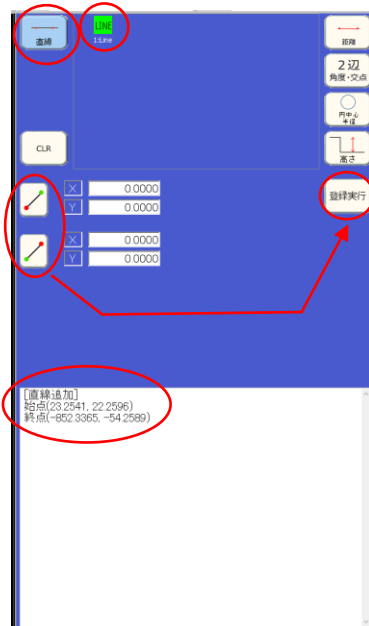 直線
LINE
1:Line
距離
2辺
角度・交点
円中心
半径
高さ
CLR
登録実行
X 0.0000
Y 0.0000
X 0.0000
Y 0.0000
[直線追加]
始点(23.2541, 22.2596)
終点(-852.3365, -54.2589)